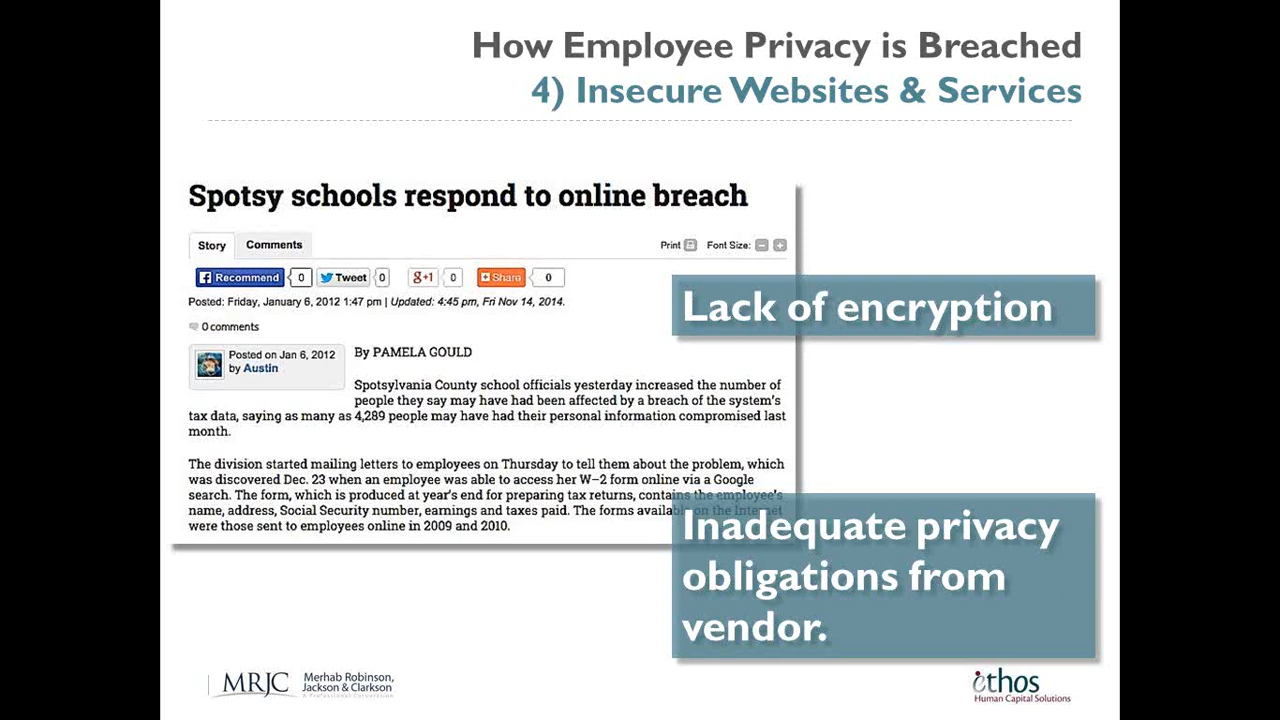 How Employee Privacy is Breached
4) Insecure Websites & Services
Spotsy schools respond to online breach
Story Comments Print Font Size:
Recommend 0 Tweet 0 g+1 0 Share 0
Posted: Friday, January 6, 2012 1:47 pm | Updated: 4:45 pm, Fri Nov 14, 2014.
0 comments
Posted on Jan 6, 2012
by Austin
By PAMELA GOULD
Spotsylvania County school officials yesterday increased the number of
people they say may have had been affected by a breach of the system's
tax data, saying as many as 4,289 people may have had their personal information compromised last
month.
The division started mailing letters to employees on Thursday to tell them about the problem, which
was discovered Dec. 23 when an employee was able to access her W–2 form online via a Google
search. The form, which is produced at year's end for preparing tax returns, contains the employee's
name, address, Social Security number, earnings and taxes paid. The forms available on the Internet
were those sent to employees online in 2009 and 2010.
Lack of encryption
Inadequate privacy
obligations from
vendor.
MRJC Merhab Robinson,
Jackson & Clarkson
A Professional Corporation
ithos
Human Capital Solutions